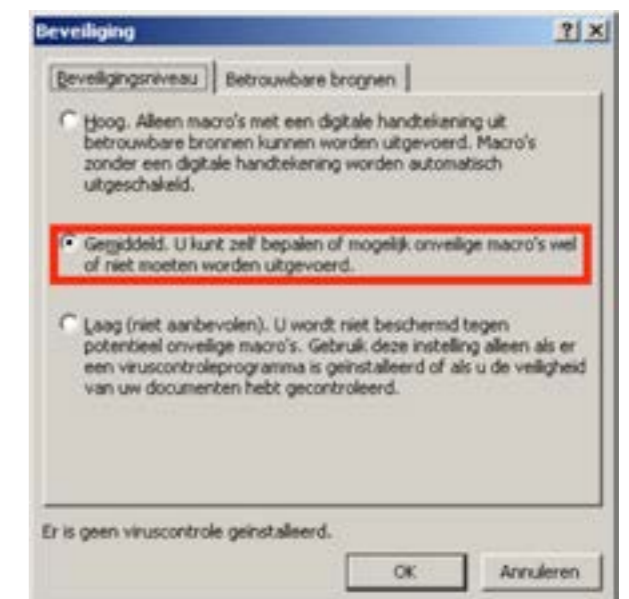 Beveiliging
Beveiligingsniveau
Betrouwbare bronnen
Hoog. Alleen macro's met een digitale handtekening uit
betrouwbare bronnen kunnen worden uitgevoerd. Macro's
zonder een digitale handtekening worden automatisch
uitgeschakeld.
Gemiddeld. U kunt zelf bepalen of mogelijk onveilige macro's wel
of niet moeten worden uitgevoerd.
Laag (niet aanbevolen). U wordt niet beschermd tegen
potentieel onveilige macro's. Gebruik deze instelling alleen als er
een viruscontroleprogramma is geïnstalleerd of als u de veiligheid
van uw documenten hebt gecontroleerd.
Er is geen viruscontrole geïnstalleerd.
OK
Annuleren